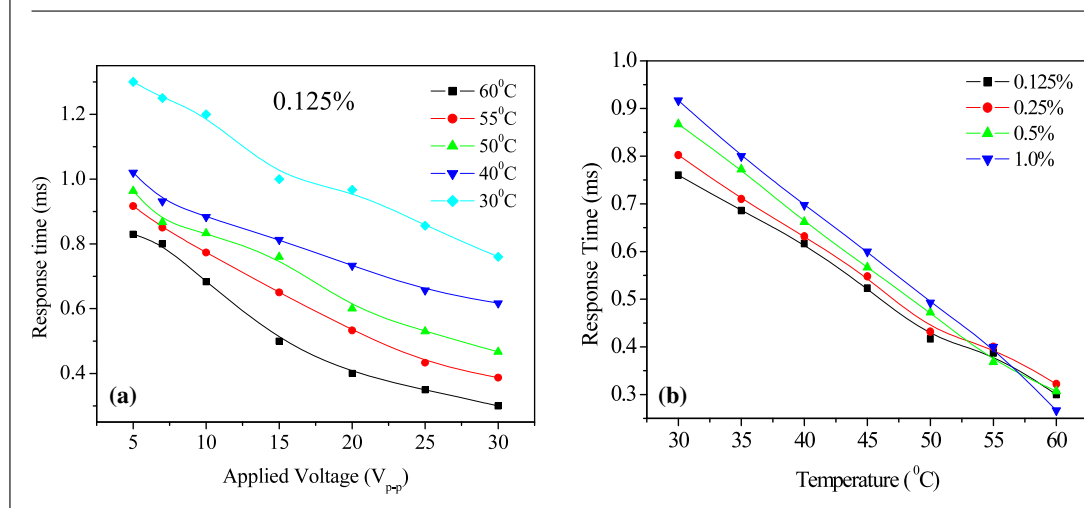 0.125%
60⁰C
55⁰C
50⁰C
40⁰C
30⁰C
1.2
1.0
0.8
0.6
0.4
Response time (ms)
(a)
5 10 15 20 25 30
Applied Voltage (Vp-p)
1.0
0.9
0.8
0.7
0.6
0.5
0.4
0.3
Response Time (ms)
0.125%
0.25%
0.5%
1.0%
(b)
30 35 40 45 50 55 60
Temperature (⁰C)